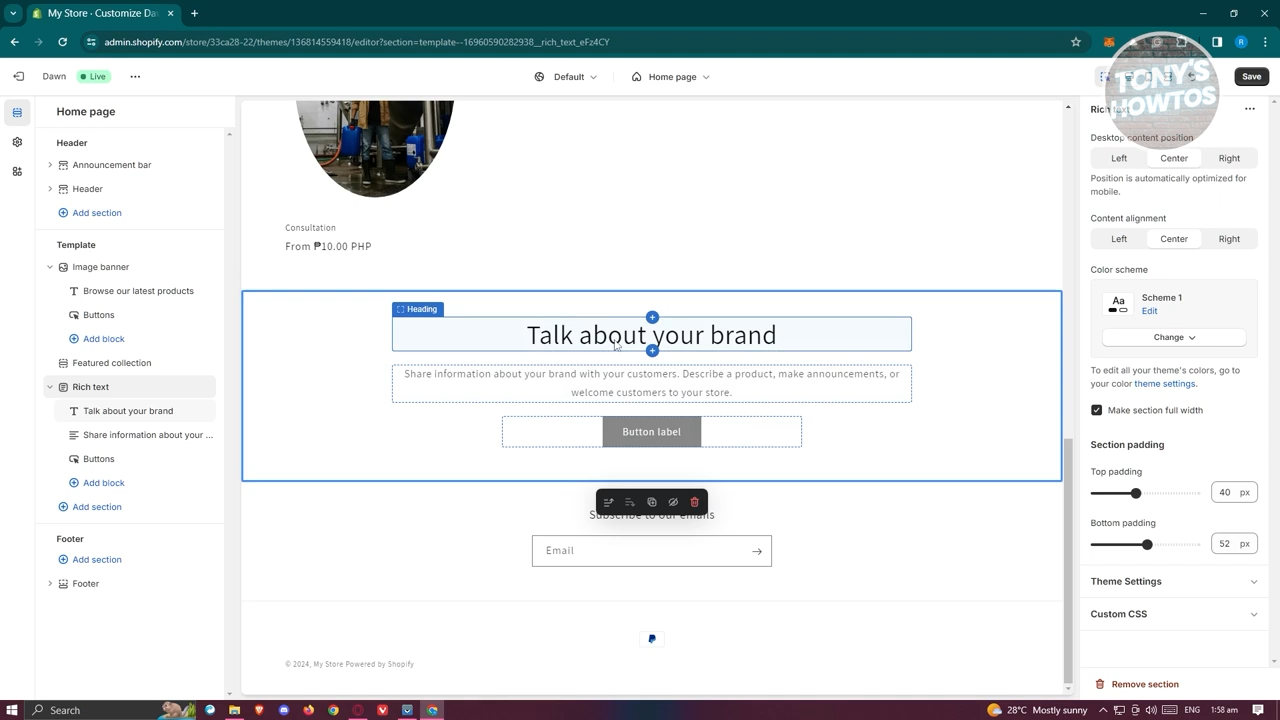 My Store · Customize Da
admin.shopify.com/store/33ca28-22/themes/136814559418/editor?section=template--16960590282938__rich_text_eFz4CY
R
TONY'S
HOWTOS
Dawn
Live
Default
Home page
Save
Home page
Header
Announcement bar
Header
Add section
Template
Image banner
Browse our latest products
Buttons
Add block
Featured collection
Rich text
Talk about your brand
Share information about your ...
Buttons
Add block
Add section
Footer
Add section
Footer
Consultation
From ₱10.00 PHP
Heading
Talk about your brand
Share information about your brand with your customers. Describe a product, make announcements, or
welcome customers to your store.
Button label
Subscribe to our emails
Email
© 2024, My Store Powered by Shopify
Rich text
Desktop content position
Left Center Right
Position is automatically optimized for
mobile.
Content alignment
Left Center Right
Color scheme
Aa
Scheme 1
Edit
Change
To edit all your theme's colors, go to
your color theme settings.
Make section full width
Section padding
Top padding
40 px
Bottom padding
52 px
Theme Settings
Custom CSS
Remove section
Search
28°C Mostly sunny
ENG
1:58 am